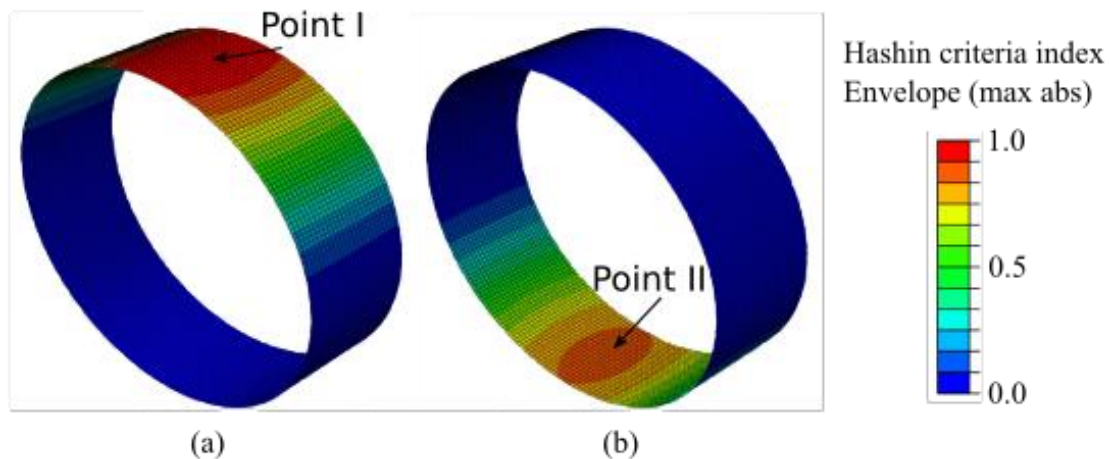 Point I
Point II
Hashin criteria index
Envelope (max abs)
1.0
0.5
0.0
(a)
(b)